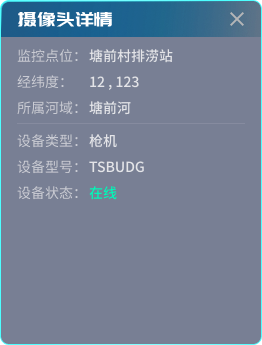 摄像头详情
监控点位：塘前村排涝站
经纬度：12 , 123
所属河域：塘前河
设备类型：枪机
设备型号：TSBUDG
设备状态：在线